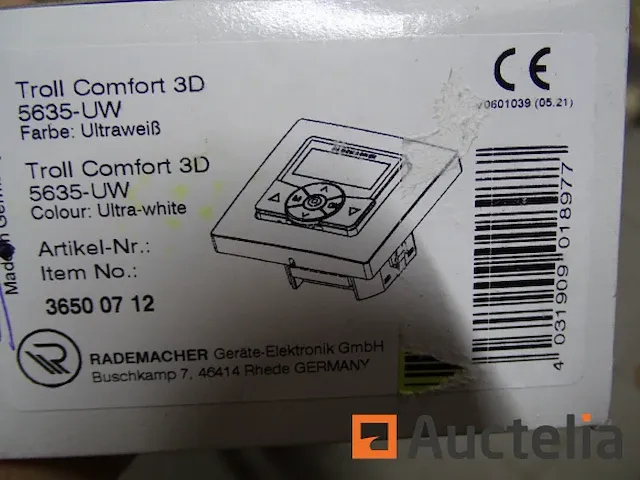 Troll Comfort 3D
5635-UW
Farbe: Ultraweiß
Troll Comfort 3D
5635-UW
Colour: Ultra-white
Artikel-Nr.:
Item No.:
3650 07 12
RADEMACHER Geräte-Elektronik GmbH
Buschkamp 7, 46414 Rhede GERMANY
Made in
CE
V0601039 (05.21)
4 031909 018977
Auctelia